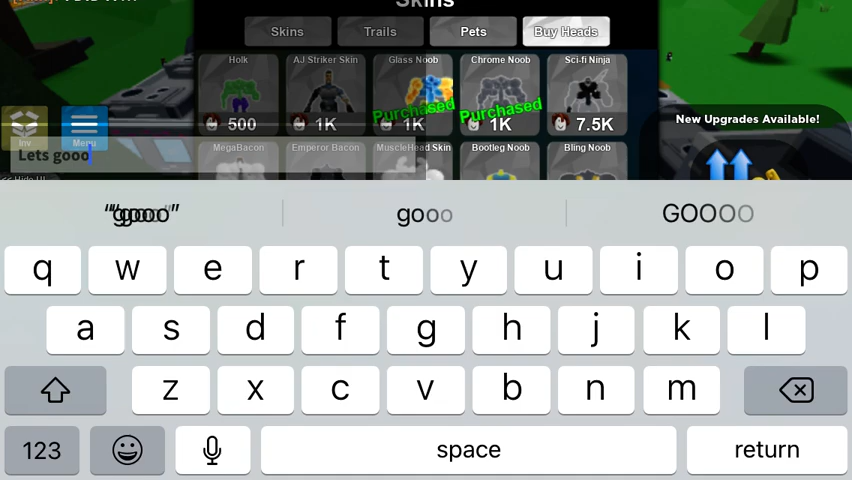 Skins
Skins Trails Pets Buy Heads
Holk AJ Striker Skin Glass Noob Chrome Noob Sci-fi Ninja
Purchased Purchased
500 1K 1K 1K 7.5K
New Upgrades Available!
Inv Menu
Lets gooo
MegaBacon Emperor Bacon MuscleHead Skin Bootleg Noob Bling Noob
<< Hide UI
“gooo” gooo GOOOO
q w e r t y u i o p
a s d f g h j k l
z x c v b n m
123 space return